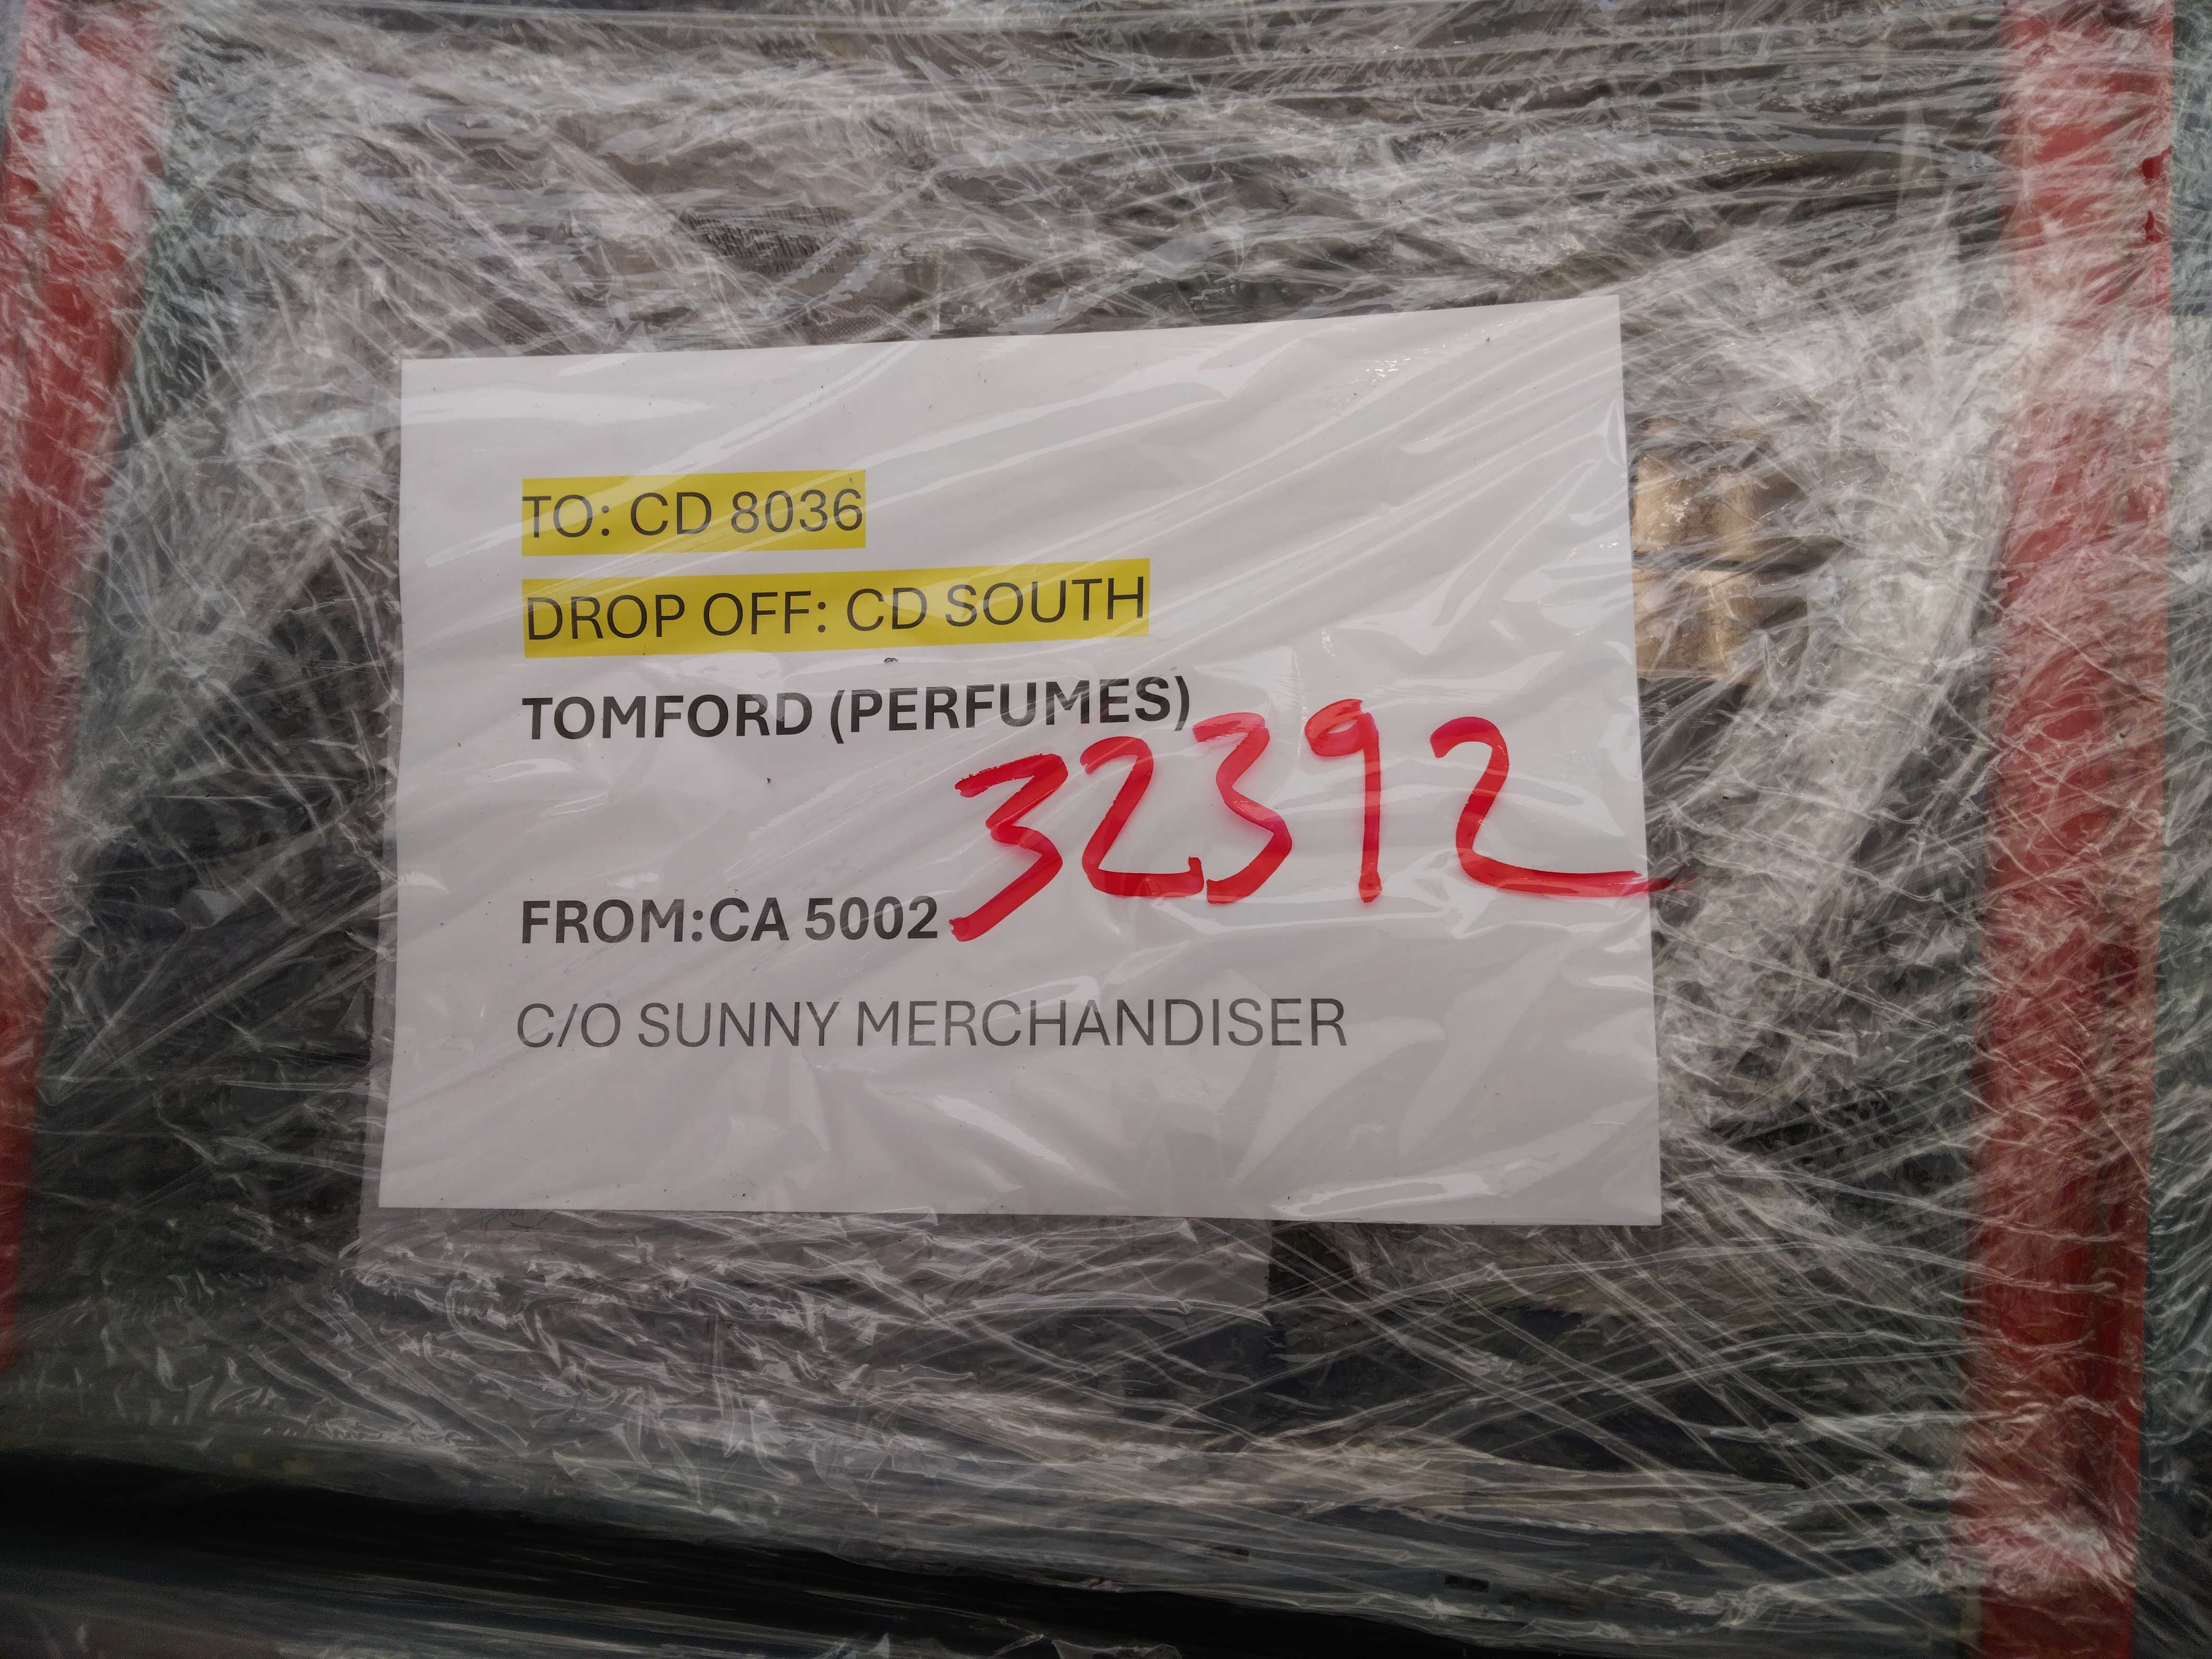 TO: CD 8036
DROP OFF: CD SOUTH
TOMFORD (PERFUMES)
32392
FROM:CA 5002
C/O SUNNY MERCHANDISER